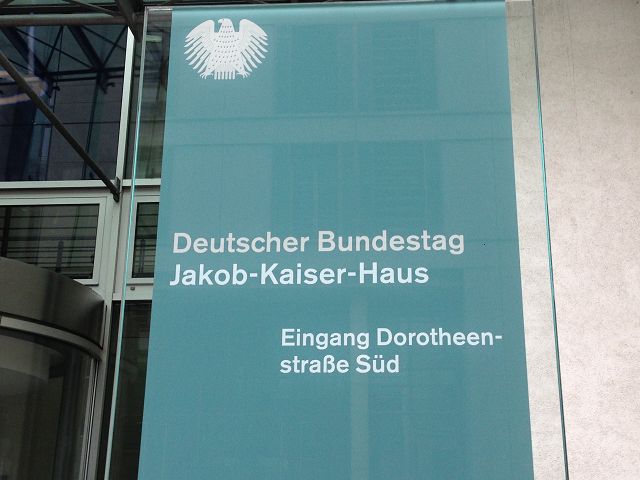 Deutscher Bundestag
Jakob-Kaiser-Haus
Eingang Dorotheen-
straße Süd